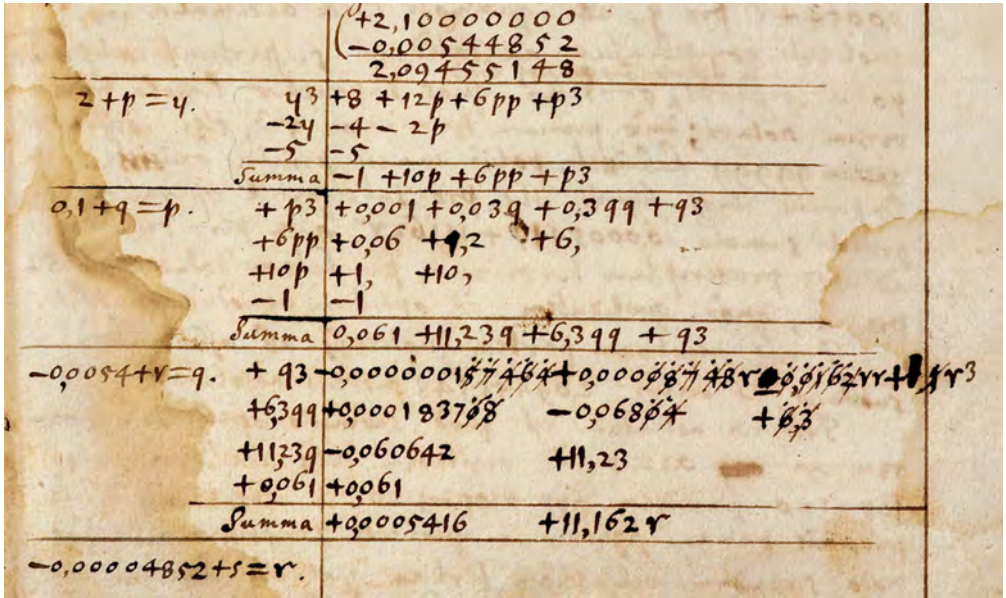 +2,10000000
-0,00544852
2,09455148
2+p=y. y3 +8 +12p+6pp+p3
-2y -4 - 2p
-5 -5
Summa -1 +10p +6pp +p3
0,1+q=p. +p3 +0,001 +0,03q +0,3qq +q3
+6pp +0,06 +1,2 +6,
+10p +1, +10,
-1 -1
Summa 0,061 +11,23q +6,3qq + q3
-0,0054+r=q. + q3 -0,000000157464+0,00008748r -0,0162rr+ r3
+6,3qq +0,000183708 -0,06804 +6,3
+11,23q -0,060642 +11,23
+0,061 +0,061
Summa +0,0005416 +11,162r
-0,00004852+s=r.